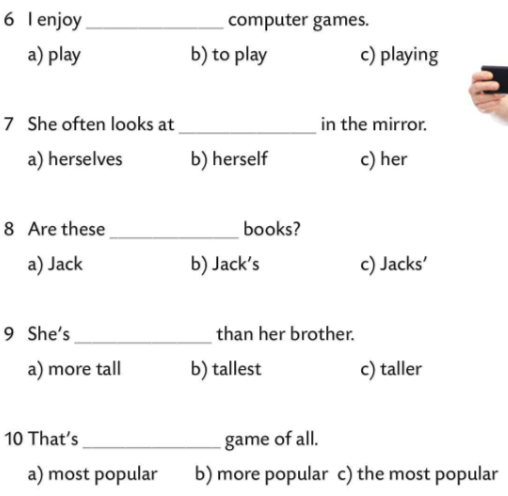 6 I enjoy ______________ computer games.
a) play b) to play c) playing
7 She often looks at ______________ in the mirror.
a) herselves b) herself c) her
8 Are these ______________ books?
a) Jack b) Jack's c) Jacks'
9 She's ______________ than her brother.
a) more tall b) tallest c) taller
10 That's ______________ game of all.
a) most popular b) more popular c) the most popular